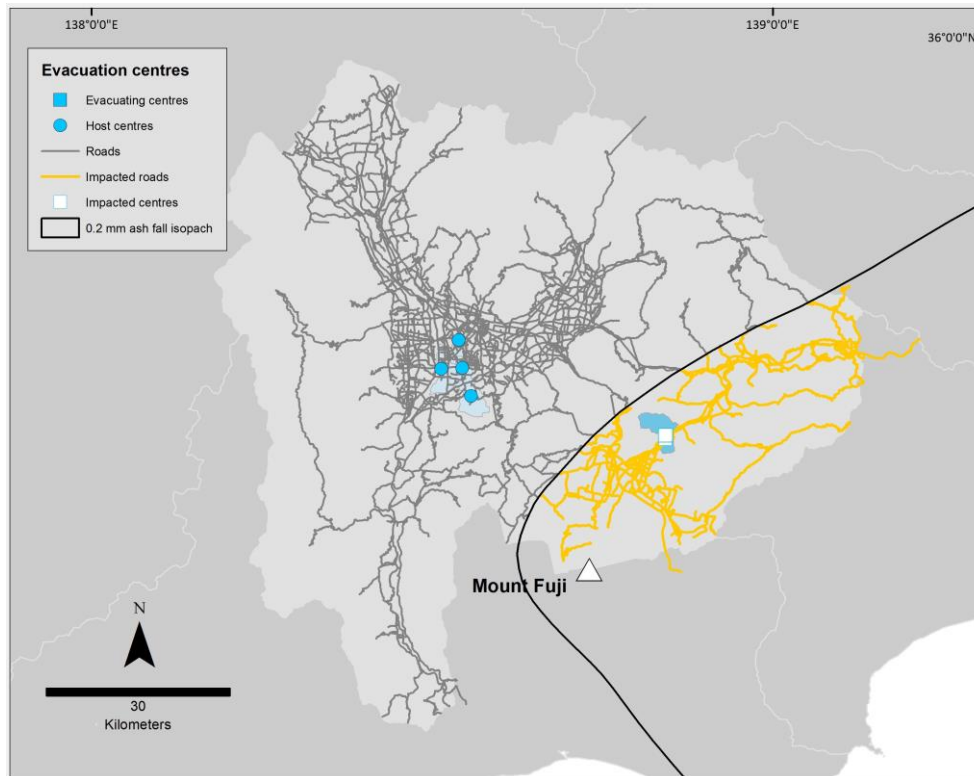 138°0'0"E
139°0'0"E
36°0'0"N
Evacuation centres
Evacuating centres
Host centres
Roads
Impacted roads
Impacted centres
0.2 mm ash fall isopach
Mount Fuji
N
30
Kilometers